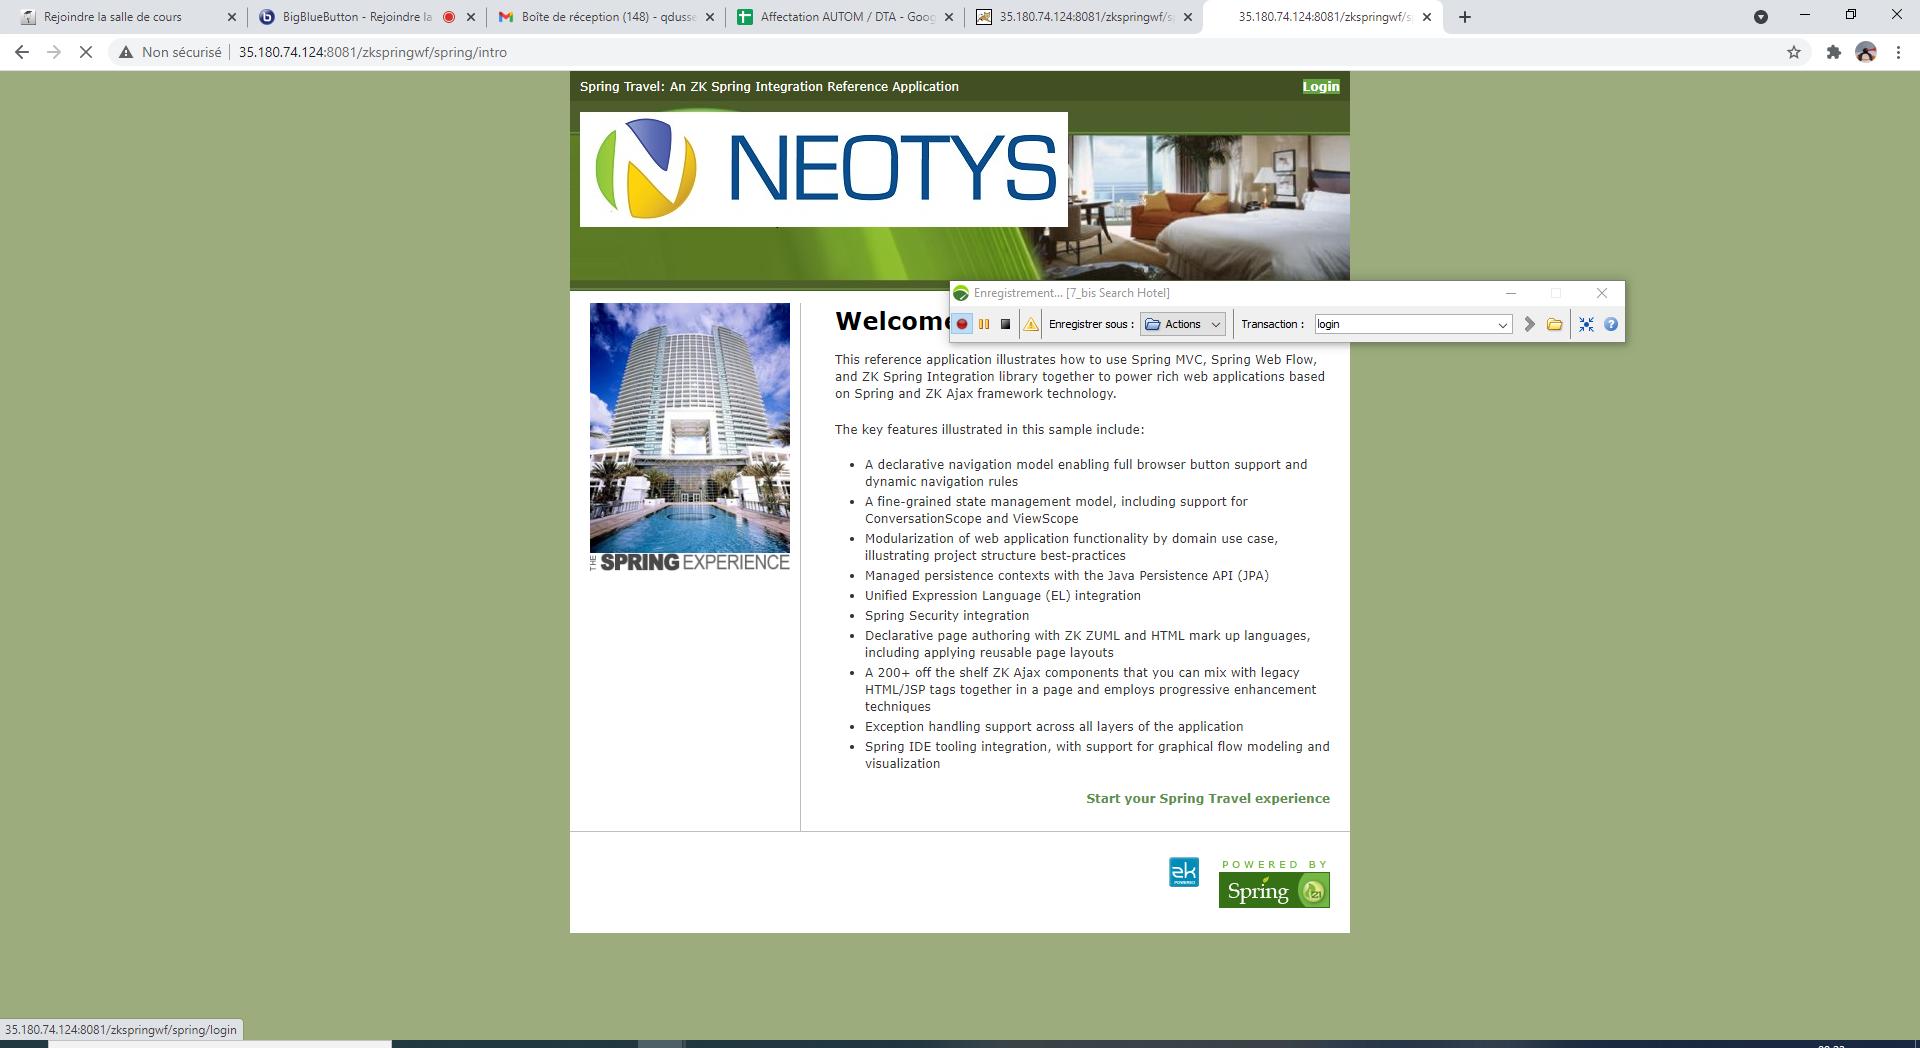 Rejoindre la salle de cours
BigBlueButton - Rejoindre la
Boîte de réception (148) - qdusse
Affectation AUTOM / DTA - Goog
35.180.74.124:8081/zkspringwf/s
35.180.74.124:8081/zkspringwf/s
Non sécurisé
35.180.74.124:8081/zkspringwf/spring/intro
Spring Travel: An ZK Spring Integration Reference Application
Login
NEOTYS
Enregistrement... [7_bis Search Hotel]
Enregistrer sous :
Actions
Transaction :
login
THE SPRING EXPERIENCE
Welcome
This reference application illustrates how to use Spring MVC, Spring Web Flow,
and ZK Spring Integration library together to power rich web applications based
on Spring and ZK Ajax framework technology.
The key features illustrated in this sample include:
• A declarative navigation model enabling full browser button support and
dynamic navigation rules
• A fine-grained state management model, including support for
ConversationScope and ViewScope
• Modularization of web application functionality by domain use case,
illustrating project structure best-practices
• Managed persistence contexts with the Java Persistence API (JPA)
• Unified Expression Language (EL) integration
• Spring Security integration
• Declarative page authoring with ZK ZUML and HTML mark up languages,
including applying reusable page layouts
• A 200+ off the shelf ZK Ajax components that you can mix with legacy
HTML/JSP tags together in a page and employs progressive enhancement
techniques
• Exception handling support across all layers of the application
• Spring IDE tooling integration, with support for graphical flow modeling and
visualization
Start your Spring Travel experience
zk
POWERED
POWERED BY
Spring
35.180.74.124:8081/zkspringwf/spring/login